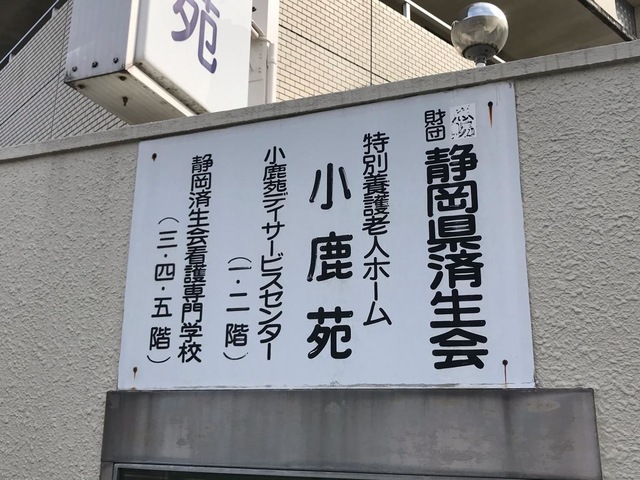 財団
静岡県済生会
特別養護老人ホーム
小鹿苑
小鹿苑デイサービスセンター
(一・二階)
静岡済生会看護専門学校
(三・四・五階)
苑